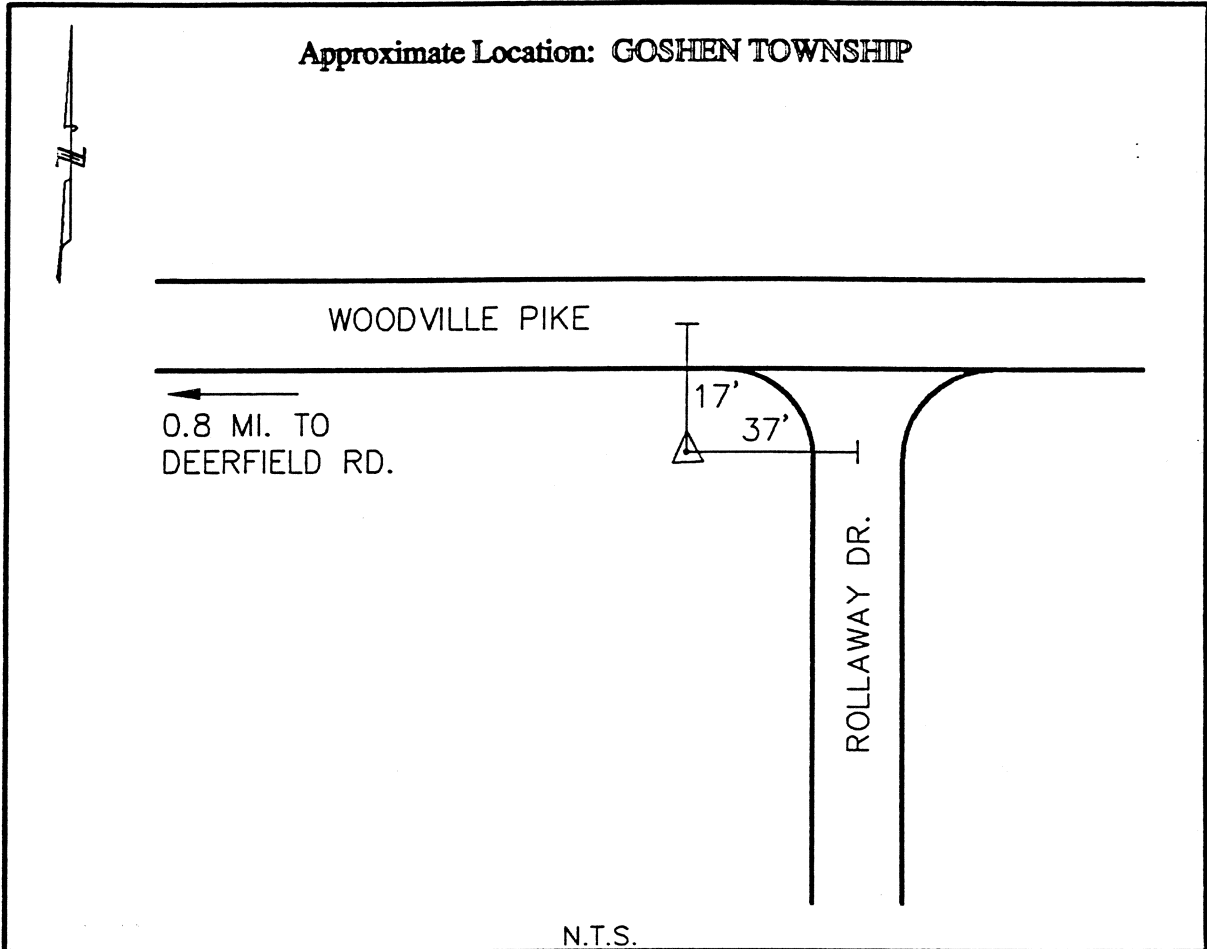 Approximate Location: GOSHEN TOWNSHIP
N
WOODVILLE PIKE
17'
37'
0.8 MI. TO
DEERFIELD RD.
ROLLAWAY DR.
N.T.S.